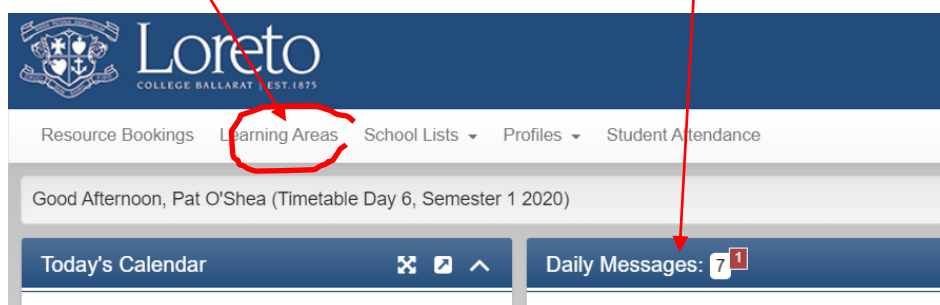 Loreto
COLLEGE BALLARAT | EST. 1875
Resource Bookings Learning Areas School Lists Profiles Student Attendance
Good Afternoon, Pat O'Shea (Timetable Day 6, Semester 1 2020)
Today's Calendar
Daily Messages: 7 1